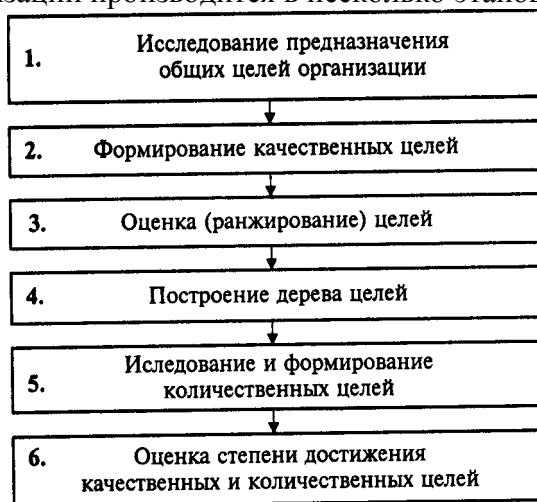 зации производится в несколько этапов
1. Исследование предназначения
общих целей организации
2. Формирование качественных целей
3. Оценка (ранжирование) целей
4. Построение дерева целей
5. Иследование и формирование
количественных целей
6. Оценка степени достижения
качественных и количественных целей